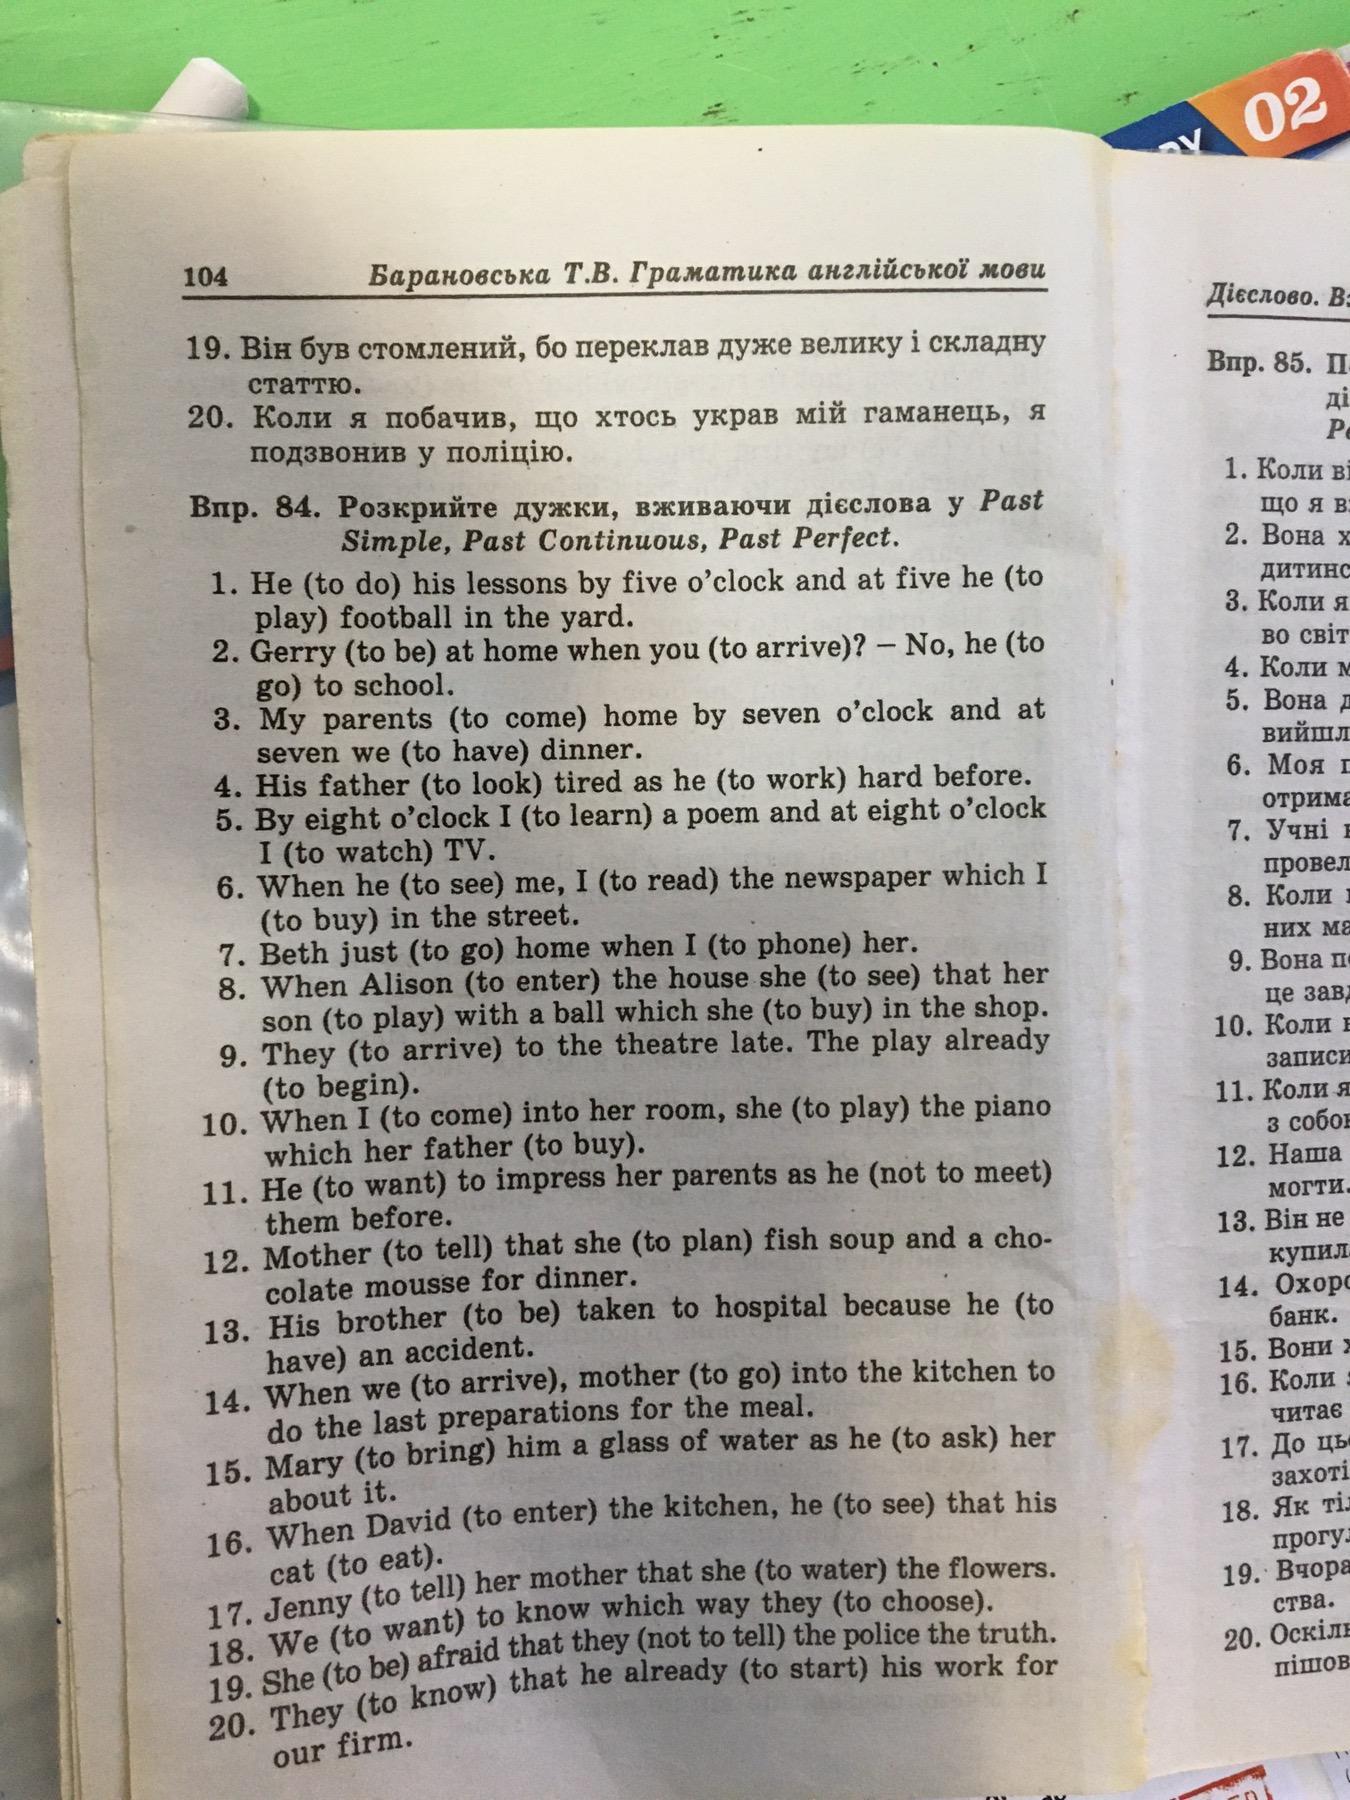 02
104 Барановська Т.В. Граматика англійської мови
19. Він був стомлений, бо переклав дуже велику і складну
статтю.
20. Коли я побачив, що хтось украв мій гаманець, я
подзвонив у поліцію.
Впр. 84. Розкрийте дужки, вживаючи дієслова у Past
Simple, Past Continuous, Past Perfect.
1. He (to do) his lessons by five o’clock and at five he (to
play) football in the yard.
2. Gerry (to be) at home when you (to arrive)? – No, he (to
go) to school.
3. My parents (to come) home by seven o’clock and at
seven we (to have) dinner.
4. His father (to look) tired as he (to work) hard before.
5. By eight o’clock I (to learn) a poem and at eight o’clock
I (to watch) TV.
6. When he (to see) me, I (to read) the newspaper which I
(to buy) in the street.
7. Beth just (to go) home when I (to phone) her.
8. When Alison (to enter) the house she (to see) that her
son (to play) with a ball which she (to buy) in the shop.
9. They (to arrive) to the theatre late. The play already
(to begin).
10. When I (to come) into her room, she (to play) the piano
which her father (to buy).
11. He (to want) to impress her parents as he (not to meet)
them before.
12. Mother (to tell) that she (to plan) fish soup and a cho-
colate mousse for dinner.
13. His brother (to be) taken to hospital because he (to
have) an accident.
14. When we (to arrive), mother (to go) into the kitchen to
do the last preparations for the meal.
15. Mary (to bring) him a glass of water as he (to ask) her
about it.
16. When David (to enter) the kitchen, he (to see) that his
cat (to eat).
17. Jenny (to tell) her mother that she (to water) the flowers.
18. We (to want) to know which way they (to choose).
19. She (to be) afraid that they (not to tell) the police the truth.
20. They (to know) that he already (to start) his work for
our firm.
Дієслово.
Впр. 85.
1. Коли
що я
2. Вона
3. Коли я
во
4. Коли
5. Вона
6. Моя
7. Учні
8. Коли
них
9. Вона
це
10. Коли
11. Коли я
з
12. Наша
могти.
13. Він не
14.
банк.
15. Вони
16. Коли
читає
17. До
18. Як
19.
ства.
20.